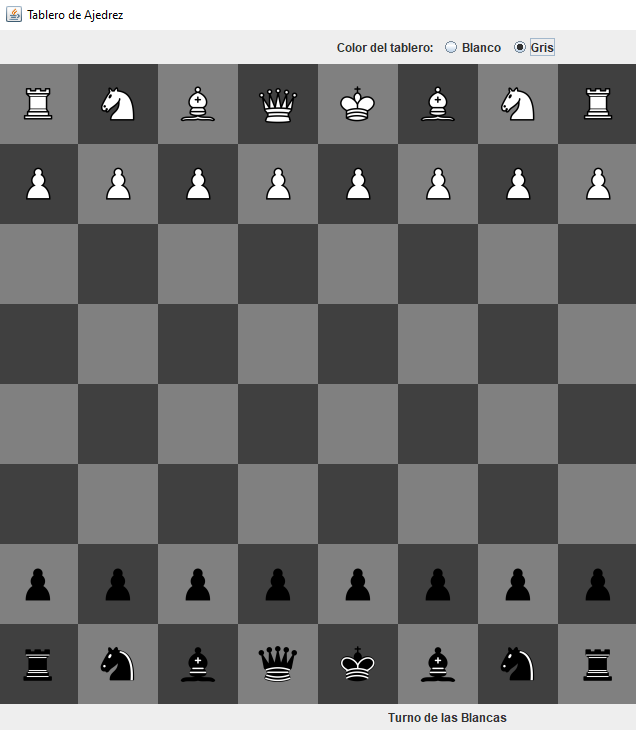 Tablero de Ajedrez
Color del tablero: Blanco Gris
Turno de las Blancas